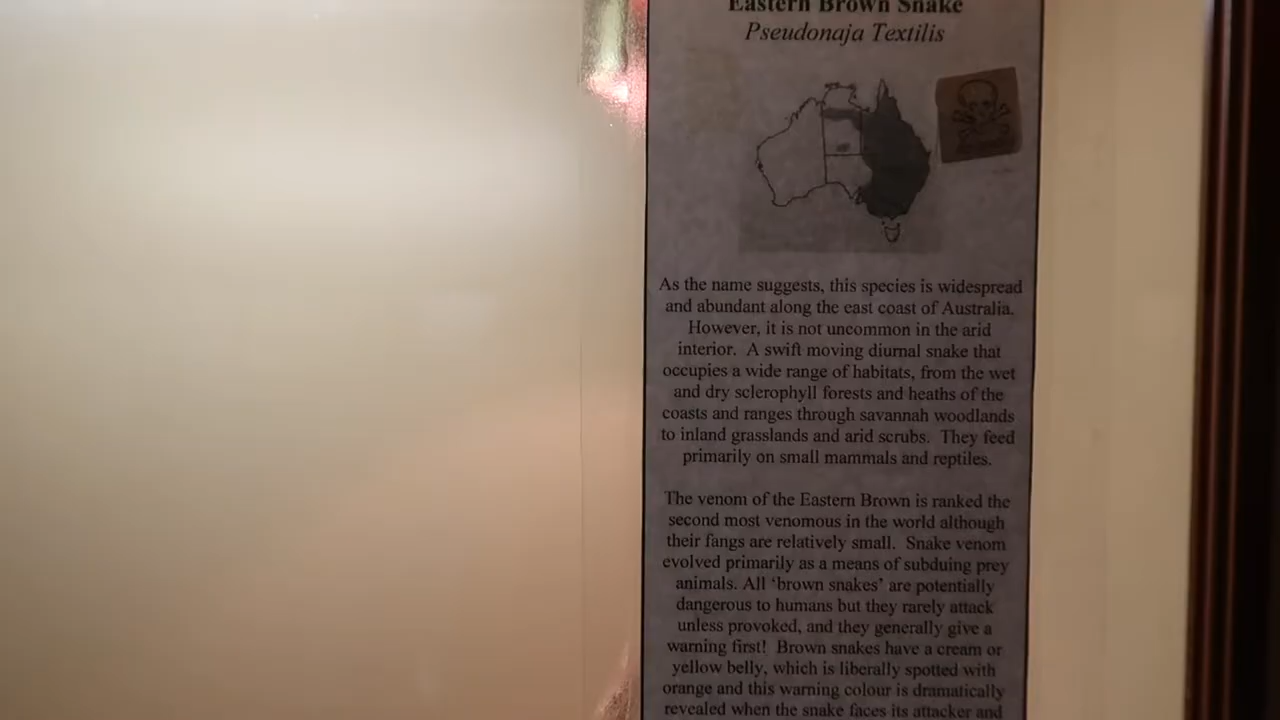 Eastern Brown Snake
Pseudonaja Textilis
As the name suggests, this species is widespread
and abundant along the east coast of Australia.
However, it is not uncommon in the arid
interior. A swift moving diurnal snake that
occupies a wide range of habitats, from the wet
and dry sclerophyll forests and heaths of the
coasts and ranges through savannah woodlands
to inland grasslands and arid scrubs. They feed
primarily on small mammals and reptiles.
The venom of the Eastern Brown is ranked the
second most venomous in the world although
their fangs are relatively small. Snake venom
evolved primarily as a means of subduing prey
animals. All ‘brown snakes’ are potentially
dangerous to humans but they rarely attack
unless provoked, and they generally give a
warning first! Brown snakes have a cream or
yellow belly, which is liberally spotted with
orange and this warning colour is dramatically
revealed when the snake faces its attacker and